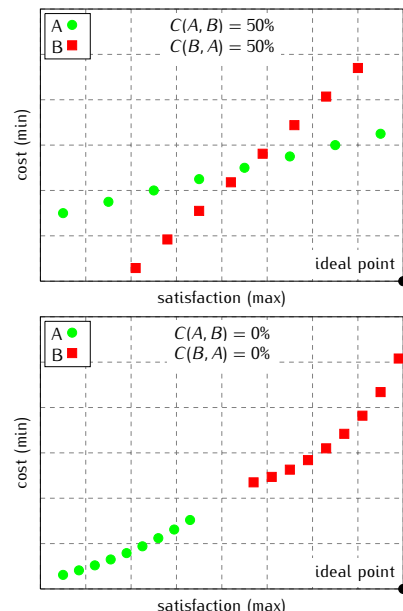 A
B
C(A, B) = 50%
C(B, A) = 50%
cost (min)
ideal point
satisfaction (max)
A
B
C(A, B) = 0%
C(B, A) = 0%
cost (min)
ideal point
satisfaction (max)